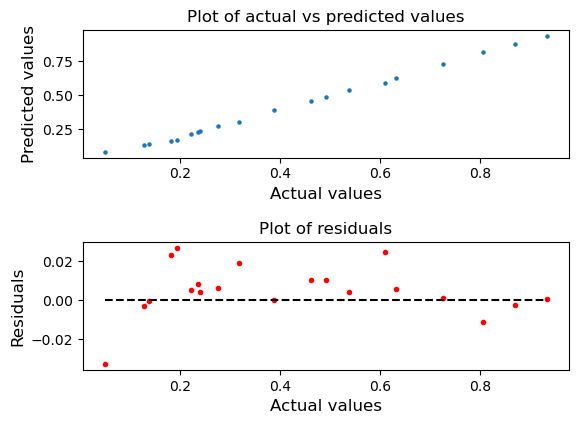 Plot of actual vs predicted values
Predicted values
0.75
0.50
0.25
0.2 0.4 0.6 0.8
Actual values
Plot of residuals
Residuals
0.02
0.00
−0.02
0.2 0.4 0.6 0.8
Actual values